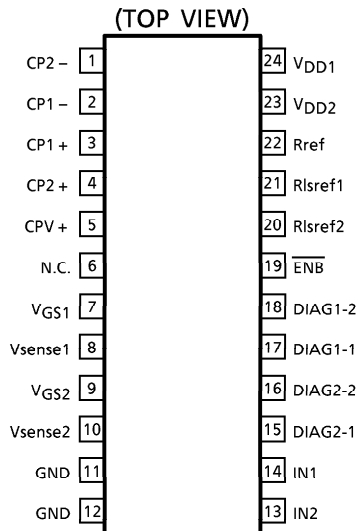 (TOP VIEW)
CP2 – 1 24 VDD1
CP1 – 2 23 VDD2
CP1 + 3 22 Rref
CP2 + 4 21 Rlsref1
CPV + 5 20 Rlsref2
N.C. 6 19 E̅N̅B̅
VGS1 7 18 DIAG1-2
Vsense1 8 17 DIAG1-1
VGS2 9 16 DIAG2-2
Vsense2 10 15 DIAG2-1
GND 11 14 IN1
GND 12 13 IN2